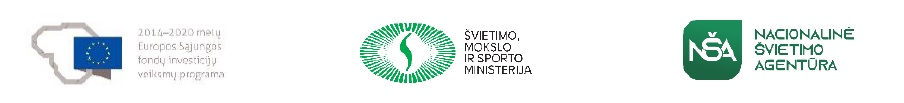 2014–2020 metų
Europos Sąjungos
fondų investicijų
veiksmų programa
ŠVIETIMO,
MOKSLO
IR SPORTO
MINISTERIJA
NŠA
NACIONALINĖ
ŠVIETIMO
AGENTŪRA